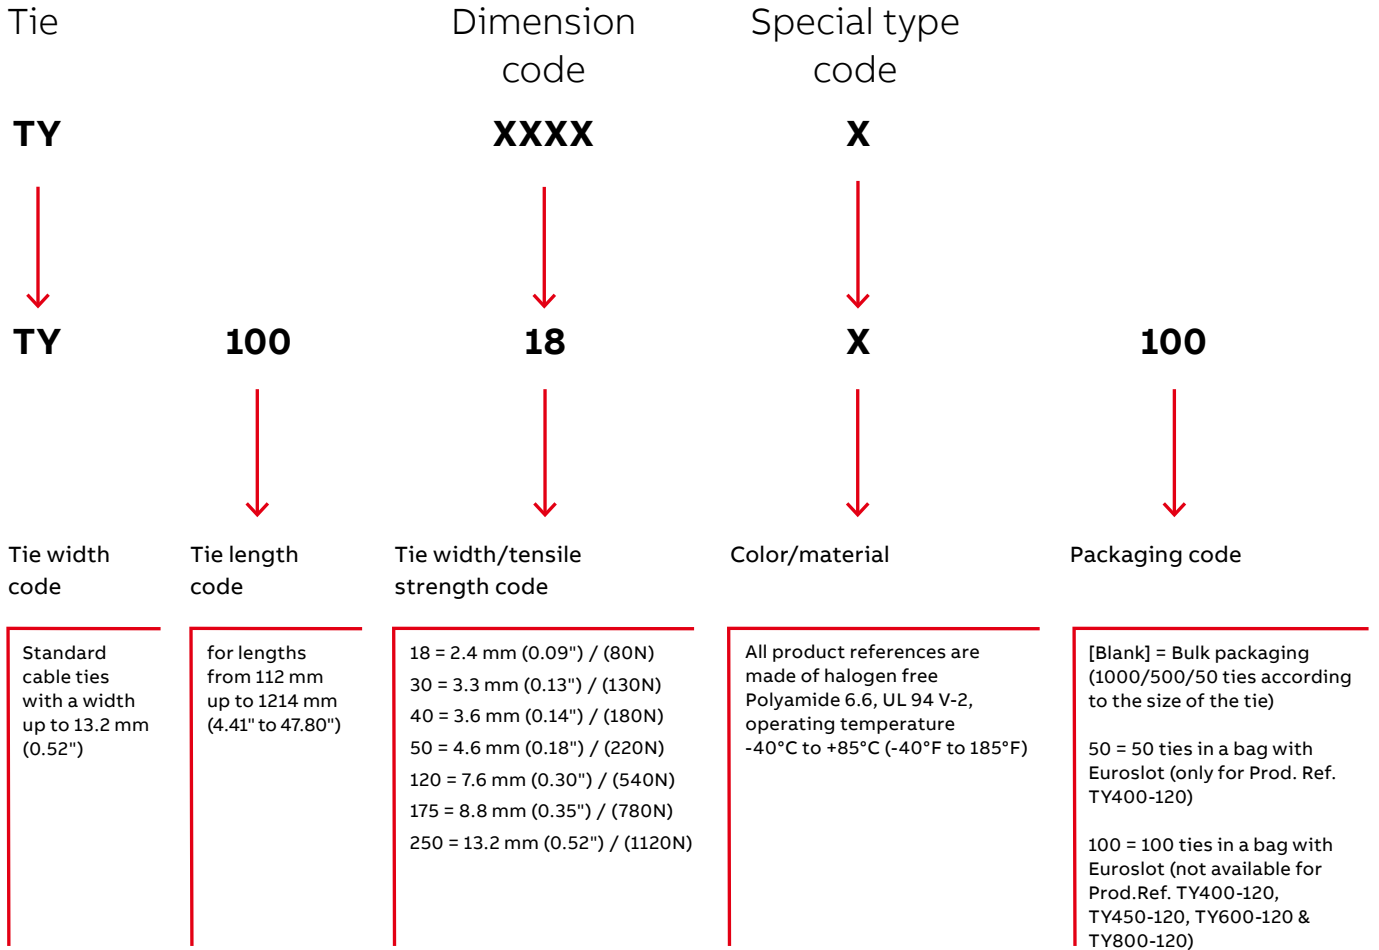 Tie
Dimension
code
Special type
code
TY
XXXX
X
TY
100
18
X
100
Tie width
code
Tie length
code
Tie width/tensile
strength code
Color/material
Packaging code
Standard
cable ties
with a width
up to 13.2 mm
(0.52")
for lengths
from 112 mm
up to 1214 mm
(4.41" to 47.80")
18 = 2.4 mm (0.09") / (80N)
30 = 3.3 mm (0.13") / (130N)
40 = 3.6 mm (0.14") / (180N)
50 = 4.6 mm (0.18") / (220N)
120 = 7.6 mm (0.30") / (540N)
175 = 8.8 mm (0.35") / (780N)
250 = 13.2 mm (0.52") / (1120N)
All product references are
made of halogen free
Polyamide 6.6, UL 94 V-2,
operating temperature
-40°C to +85°C (-40°F to 185°F)
[Blank] = Bulk packaging
(1000/500/50 ties according
to the size of the tie)
50 = 50 ties in a bag with
Euroslot (only for Prod. Ref.
TY400-120)
100 = 100 ties in a bag with
Euroslot (not available for
Prod.Ref. TY400-120,
TY450-120, TY600-120 &
TY800-120)